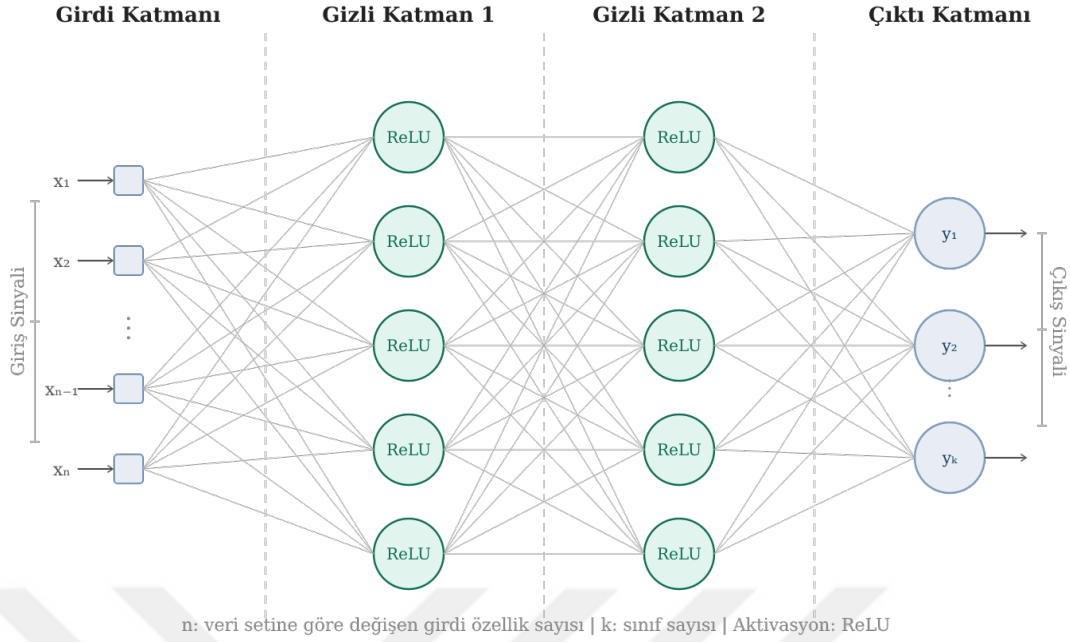 Girdi Katmanı
Gizli Katman 1
Gizli Katman 2
Çıktı Katmanı
Giriş Sinyali
x₁
x₂
⋮
xₙ₋₁
xₙ
ReLU
ReLU
ReLU
ReLU
ReLU
ReLU
ReLU
ReLU
ReLU
ReLU
y₁
y₂
⋮
yₖ
Çıkış Sinyali
n: veri setine göre değişen girdi özellik sayısı | k: sınıf sayısı | Aktivasyon: ReLU